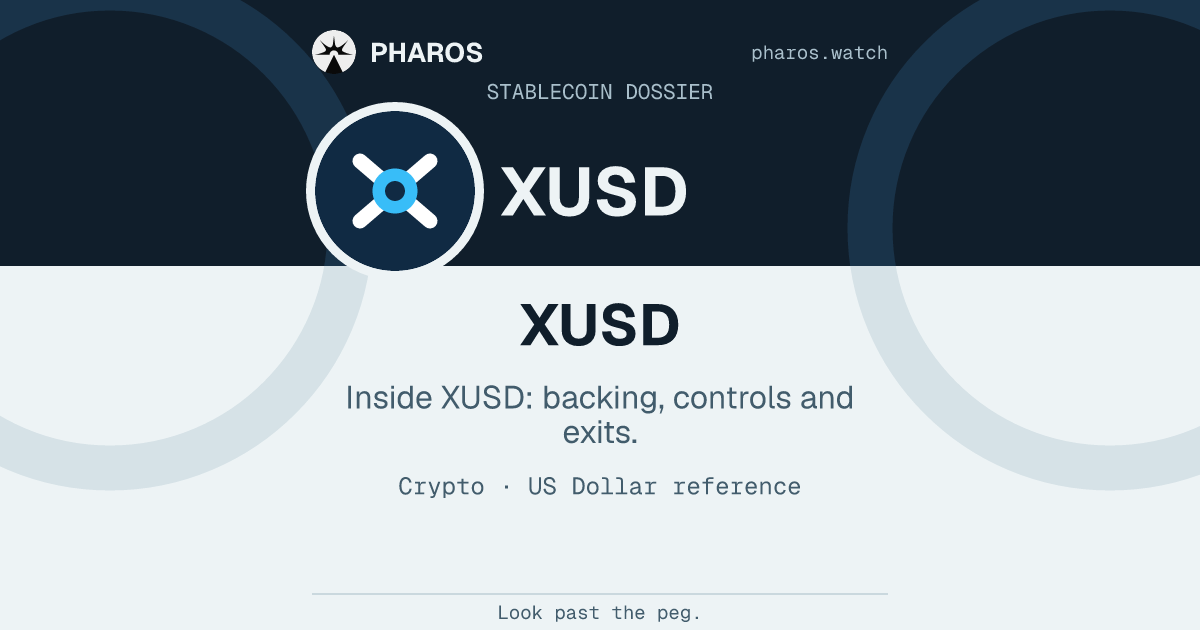 PHAROS
pharos.watch
STABLECOIN DOSSIER
XUSD
XUSD
Inside XUSD: backing, controls and
exits.
Crypto · US Dollar reference
Look past the peg.